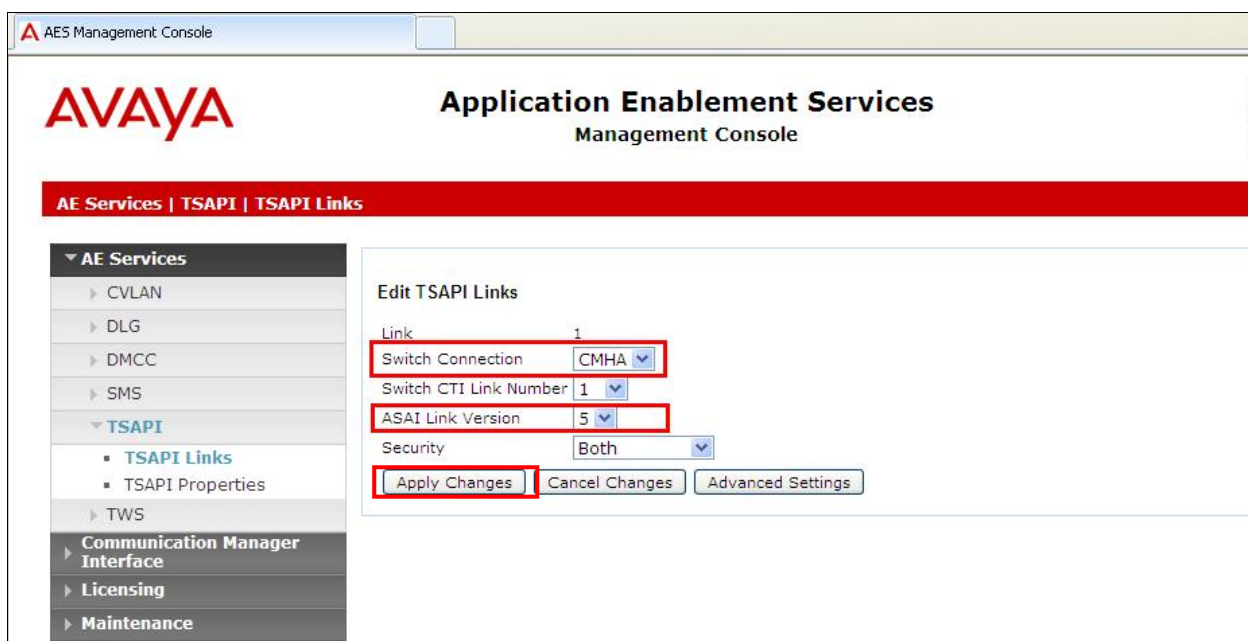 AES Management Console
AVAYA
Application Enablement Services
Management Console
AE Services | TSAPI | TSAPI Links
AE Services
CVLAN
DLG
DMCC
SMS
TSAPI
TSAPI Links
TSAPI Properties
TWS
Communication Manager
Interface
Licensing
Maintenance
Edit TSAPI Links
Link 1
Switch Connection CMHA
Switch CTI Link Number 1
ASAI Link Version 5
Security Both
Apply Changes Cancel Changes Advanced Settings